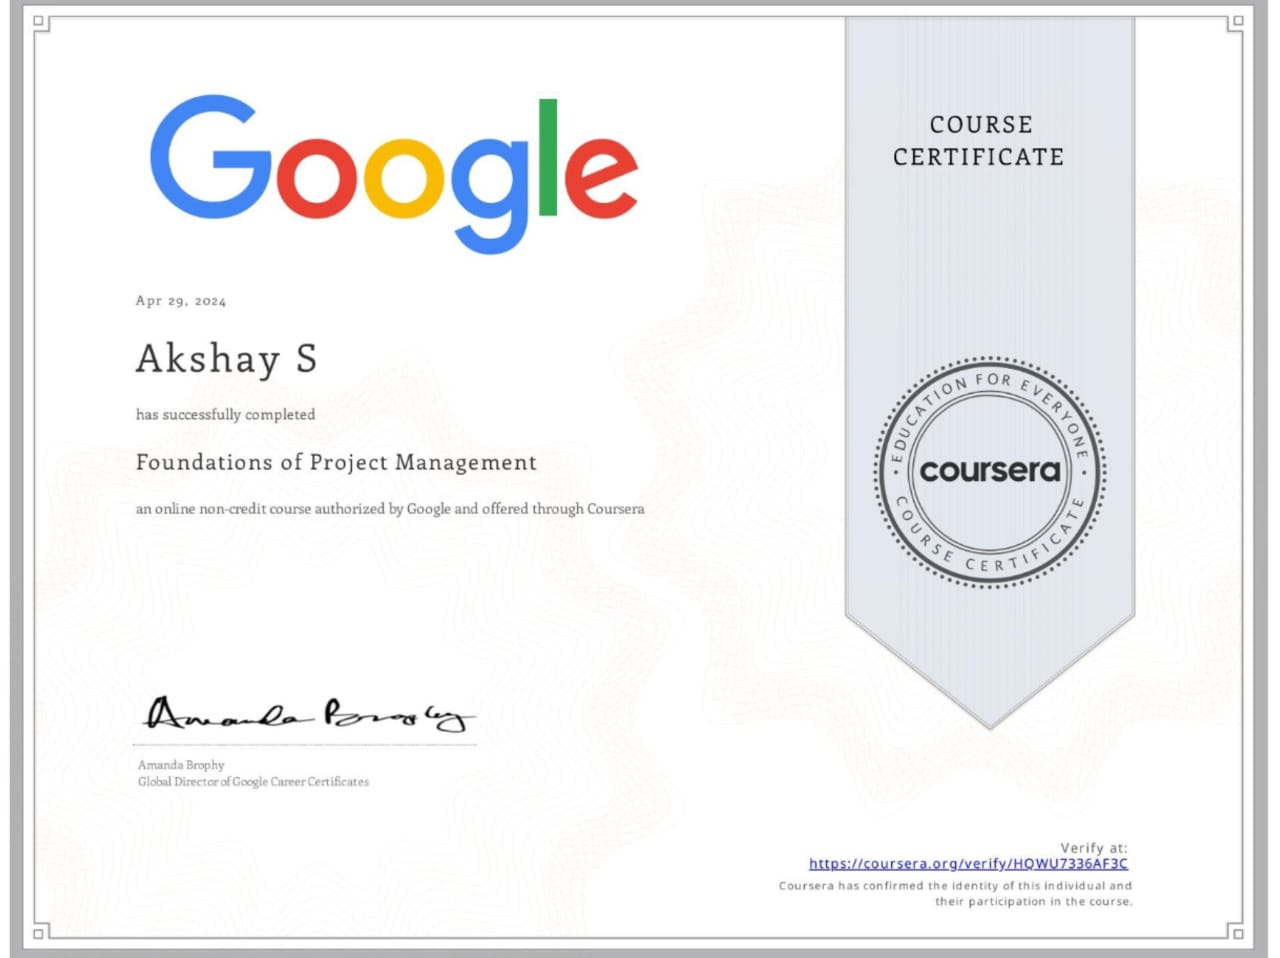 Google
COURSE
CERTIFICATE
Apr 29, 2024
Akshay S
has successfully completed
Foundations of Project Management
an online non-credit course authorized by Google and offered through Coursera
EDUCATION FOR EVERYONE
coursera
COURSE CERTIFICATE
Amanda Brophy
Amanda Brophy
Global Director of Google Career Certificates
Verify at:
https://coursera.org/verify/HQWU7336AF3C
Coursera has confirmed the identity of this individual and
their participation in the course.